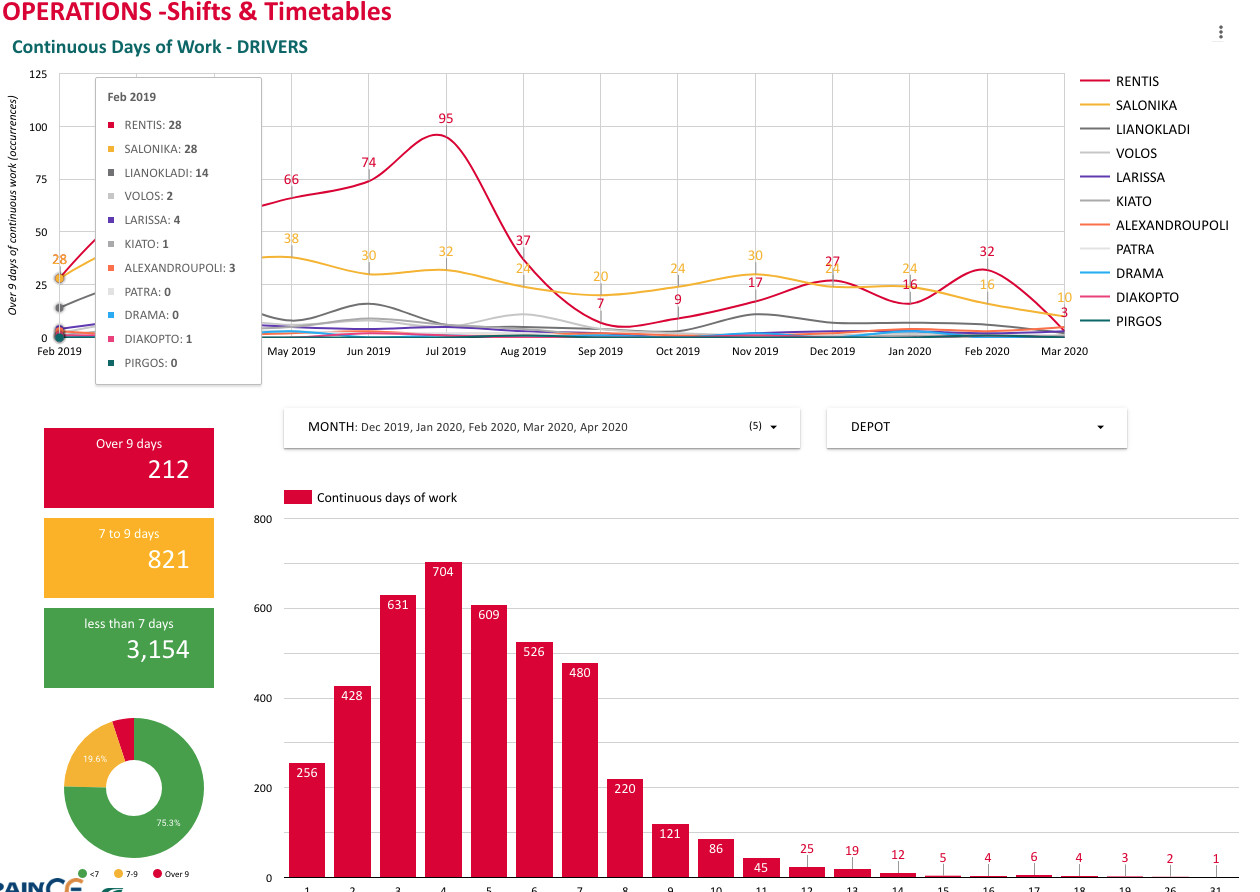 OPERATIONS -Shifts & Timetables
Continuous Days of Work - DRIVERS
Over 9 days of continuous work (occurrences)
125
100
75
50
25
0
Feb 2019
RENTIS: 28
SALONIKA: 28
LIANOKLADI: 14
VOLOS: 2
LARISSA: 4
KIATO: 1
ALEXANDROUPOLI: 3
PATRA: 0
DRAMA: 0
DIAKOPTO: 1
PIRGOS: 0
28
66 74 95 37 7 9 17 27 16 32 3
38 30 32 24 20 24 30 24 24 16 10
Feb 2019 May 2019 Jun 2019 Jul 2019 Aug 2019 Sep 2019 Oct 2019 Nov 2019 Dec 2019 Jan 2020 Feb 2020 Mar 2020
RENTIS
SALONIKA
LIANOKLADI
VOLOS
LARISSA
KIATO
ALEXANDROUPOLI
PATRA
DRAMA
DIAKOPTO
PIRGOS
MONTH: Dec 2019, Jan 2020, Feb 2020, Mar 2020, Apr 2020 (5)
DEPOT
Over 9 days
212
7 to 9 days
821
less than 7 days
3,154
19.6%
75.3%
<7 7-9 Over 9
Continuous days of work
800
600
400
200
0
256 428 631 704 609 526 480 220 121 86 45 25 19 12 5 4 6 4 3 2 1
1 2 3 4 5 6 7 8 9 10 11 12 13 14 15 16 17 18 19 26 31